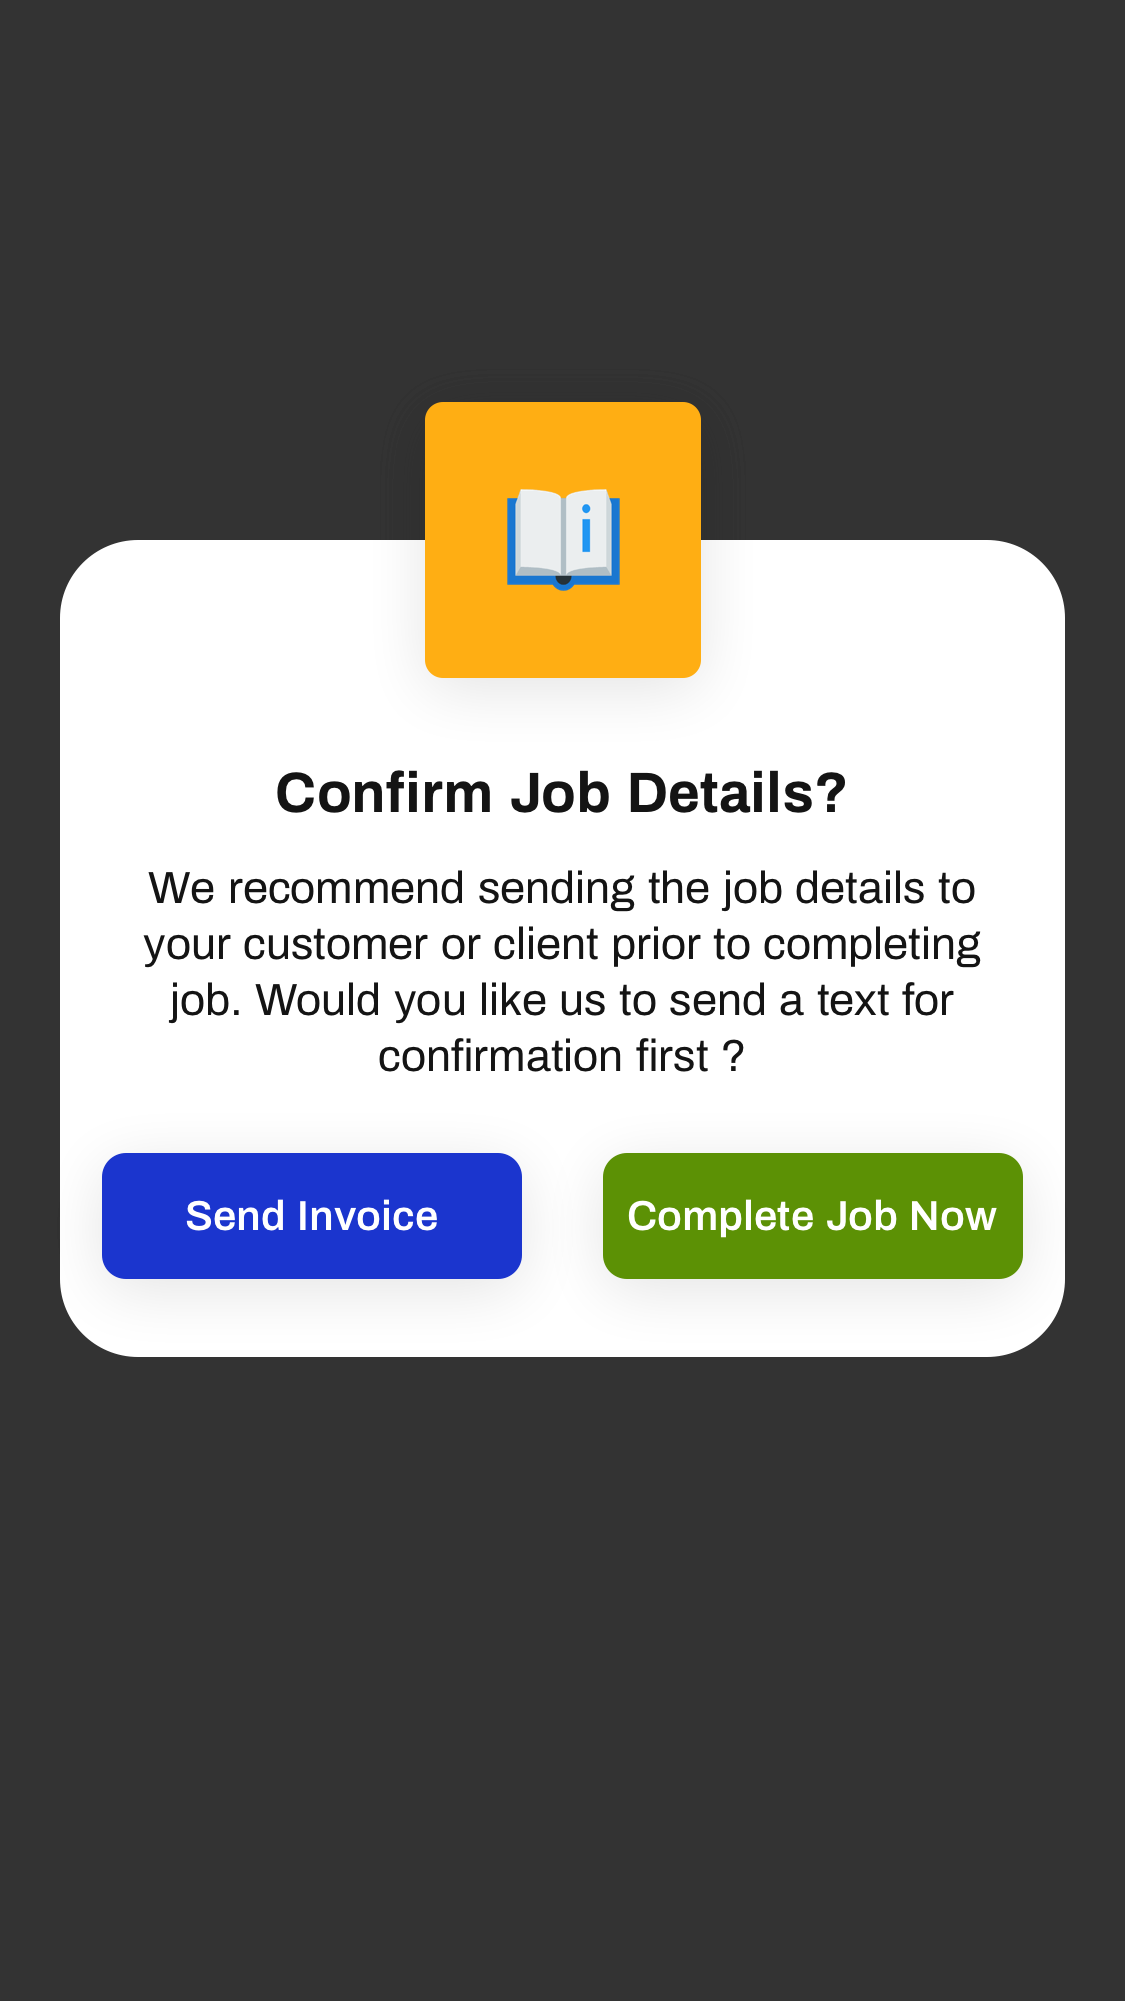 i
Confirm Job Details?
We recommend sending the job details to
your customer or client prior to completing
job. Would you like us to send a text for
confirmation first ?
Send Invoice
Complete Job Now